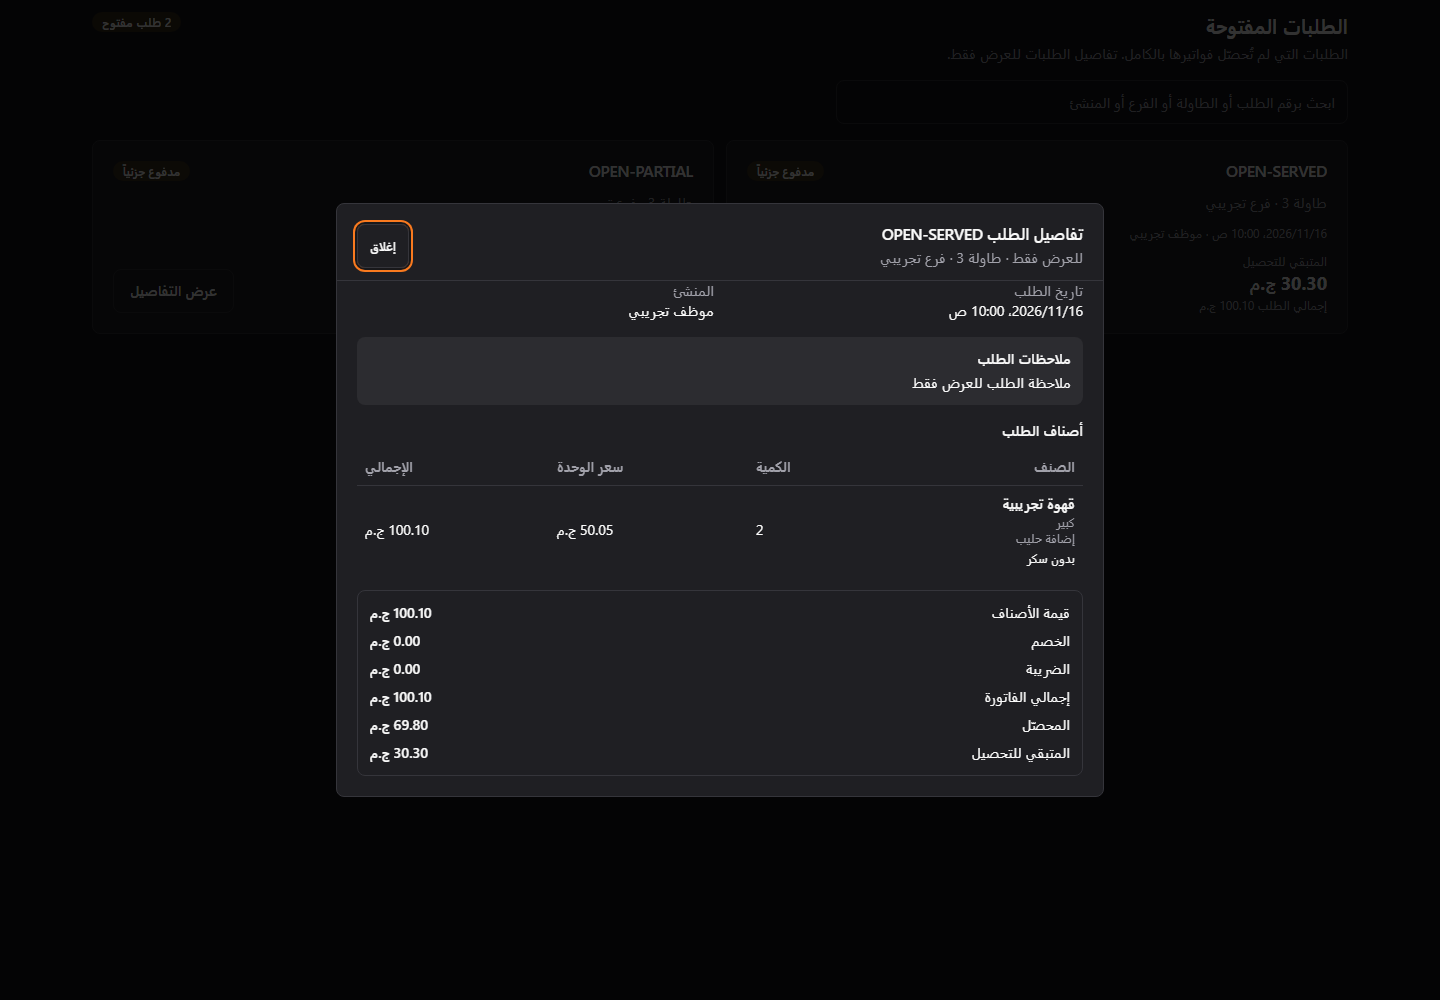 الطلبات المفتوحة
2 طلب مفتوح
الطلبات التي لم تُحصّل فواتيرها بالكامل. تفاصيل الطلبات للعرض فقط.
ابحث برقم الطلب أو الطاولة أو الفرع أو المنشئ
OPEN-SERVED
مدفوع جزئياً
طاولة 3 · فرع تجريبي
2026/11/16، 10:00 ص · موظف تجريبي
المتبقي للتحصيل
30.30 ج.م
إجمالي الطلب 100.10 ج.م
OPEN-PARTIAL
مدفوع جزئياً
عرض التفاصيل
تفاصيل الطلب OPEN-SERVED
للعرض فقط · طاولة 3 · فرع تجريبي
إغلاق
تاريخ الطلب
2026/11/16، 10:00 ص
المنشئ
موظف تجريبي
ملاحظات الطلب
ملاحظة الطلب للعرض فقط
أصناف الطلب
الصنف الكمية سعر الوحدة الإجمالي
قهوة تجريبية
كبير
إضافة حليب
بدون سكر
2 50.05 ج.م 100.10 ج.م
قيمة الأصناف 100.10 ج.م
الخصم 0.00 ج.م
الضريبة 0.00 ج.م
إجمالي الفاتورة 100.10 ج.م
المحصّل 69.80 ج.م
المتبقي للتحصيل 30.30 ج.م